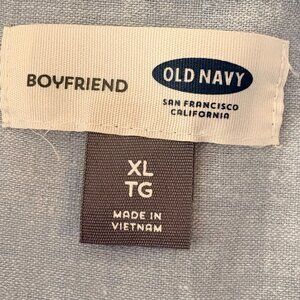 BOYFRIEND
OLD NAVY
SAN FRANCISCO
CALIFORNIA
XL
TG
MADE IN
VIETNAM